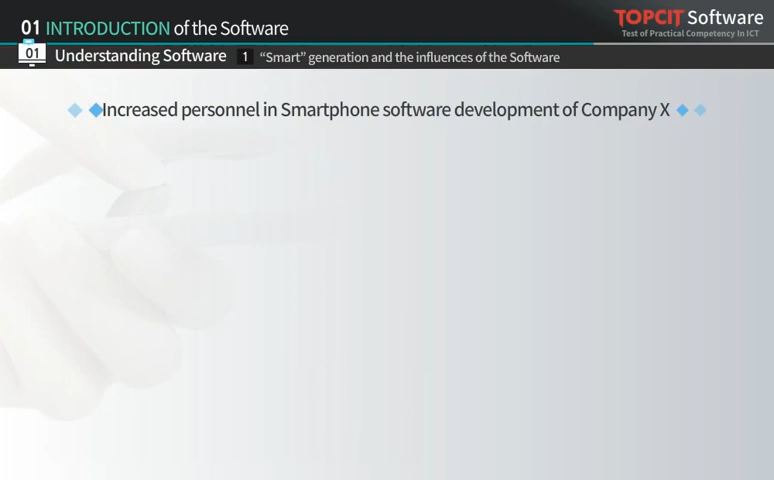 01 INTRODUCTION of the Software
TOPCIT Software
Test of Practical Competency In ICT
01 Understanding Software 1 “Smart” generation and the influences of the Software
Increased personnel in Smartphone software development of Company X